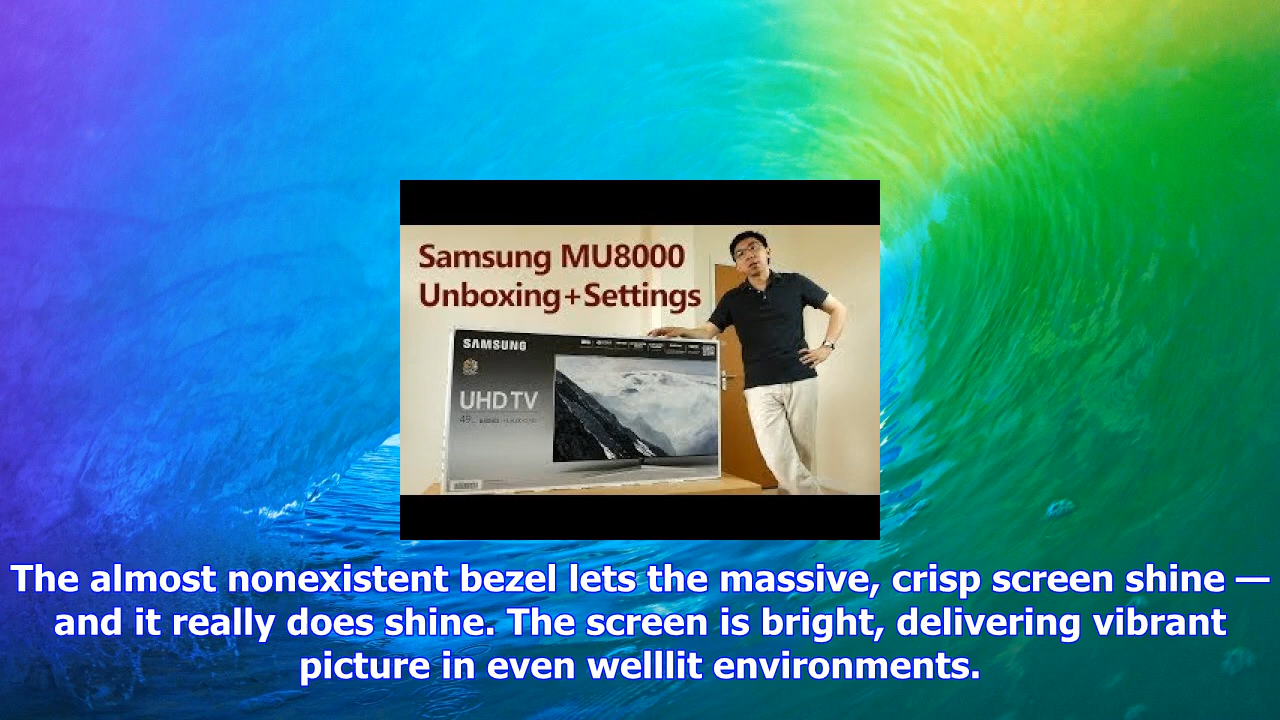 Samsung MU8000
Unboxing+Settings
SAMSUNG
UHD TV
49
The almost nonexistent bezel lets the massive, crisp screen shine —
and it really does shine. The screen is bright, delivering vibrant
picture in even welllit environments.